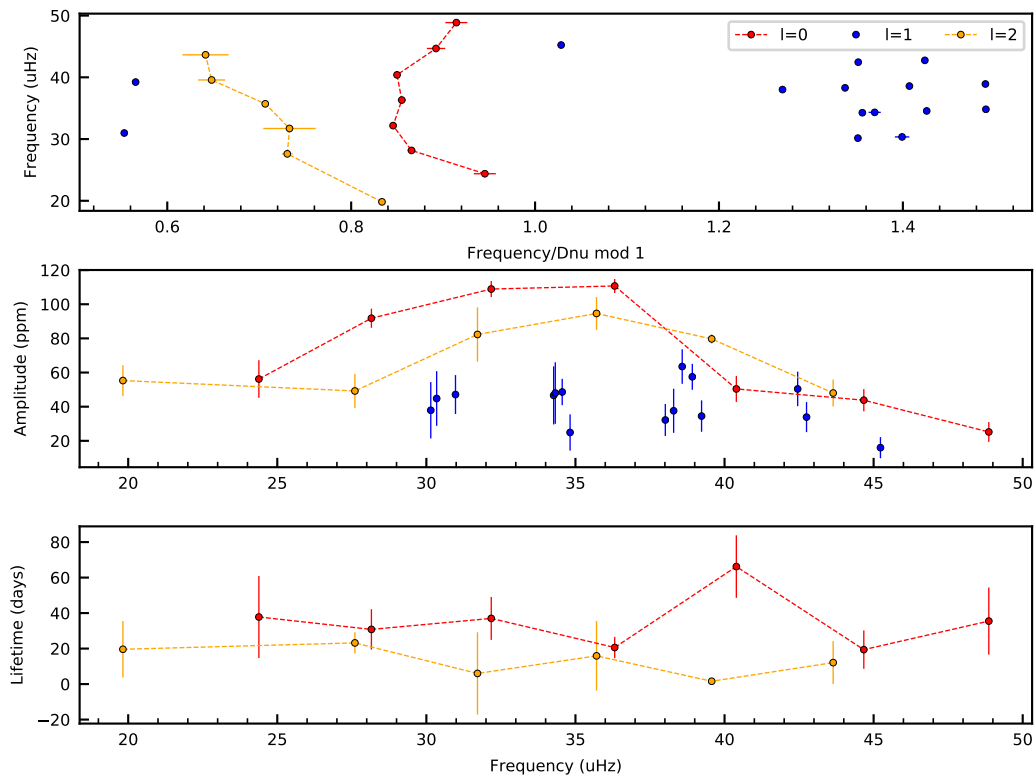 50
40
30
20
Frequency (uHz)
l=0 l=1 l=2
0.6 0.8 1.0 1.2 1.4
Frequency/Dnu mod 1
120
100
80
60
40
20
Amplitude (ppm)
20 25 30 35 40 45 50
80
60
40
20
0
−20
Lifetime (days)
20 25 30 35 40 45 50
Frequency (uHz)